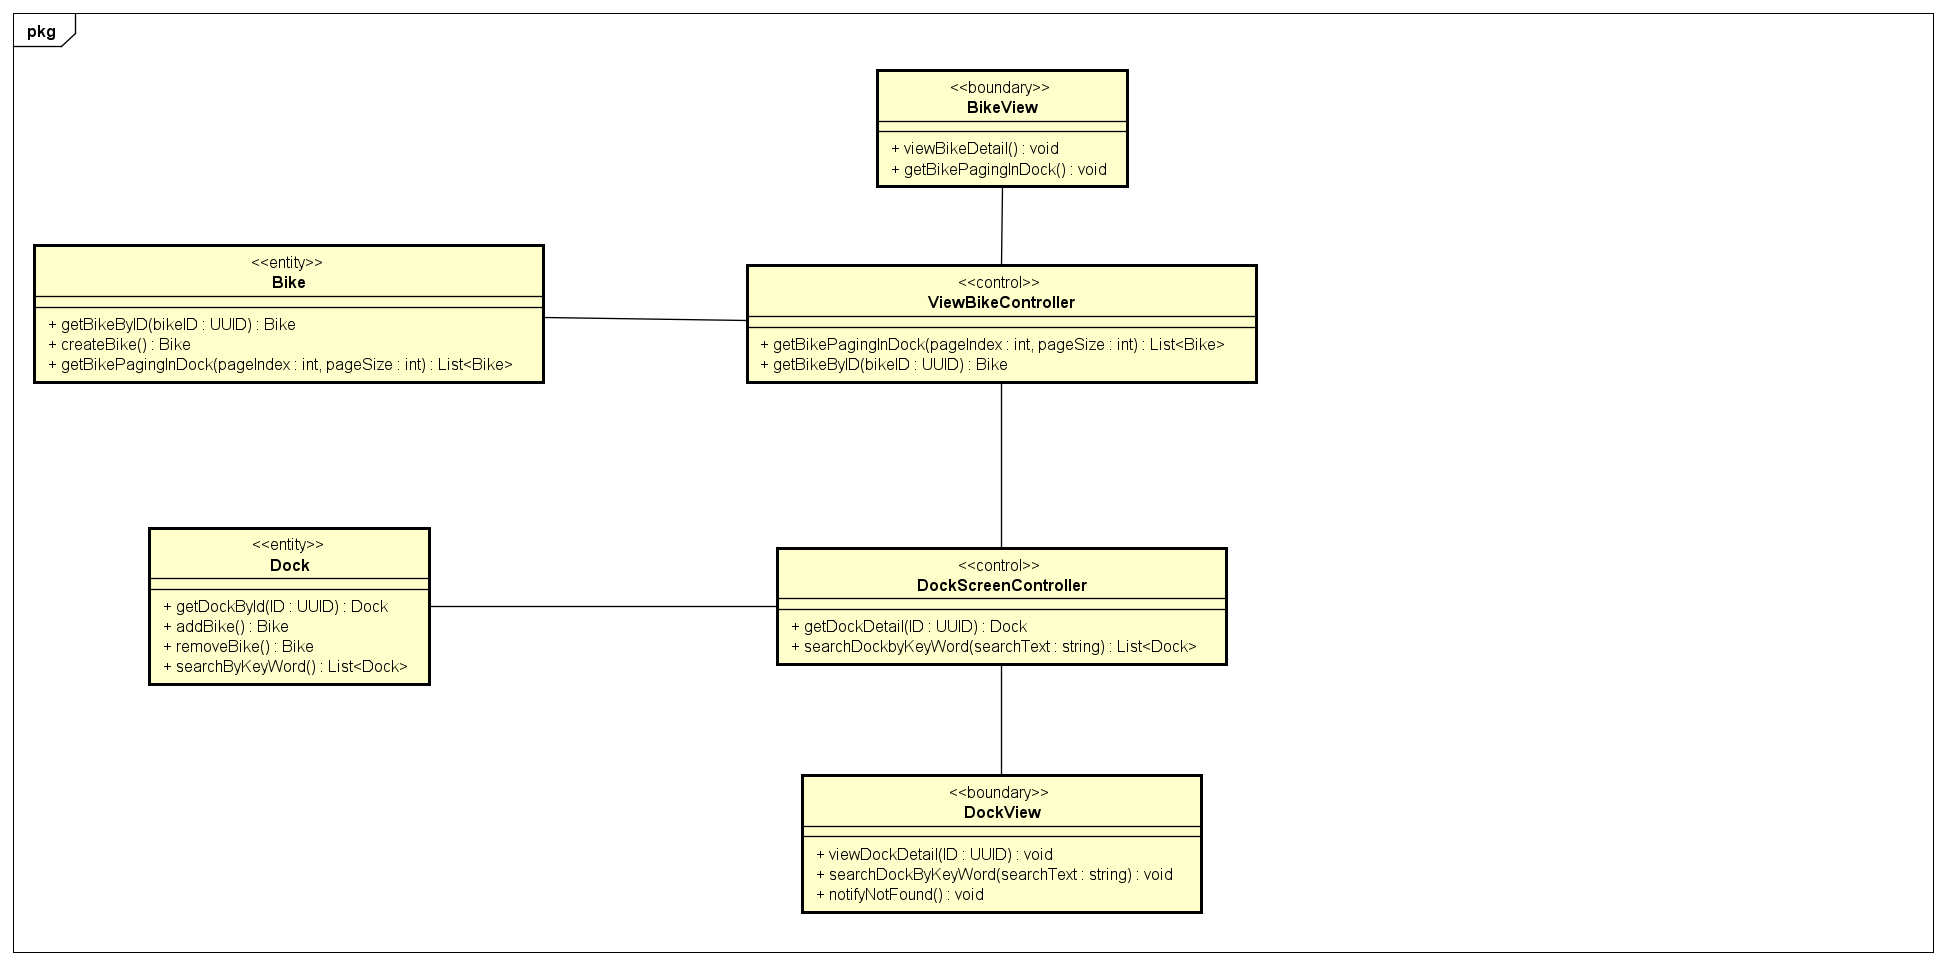 pkg
<<boundary>>
BikeView
+ viewBikeDetail() : void
+ getBikePagingInDock() : void
<<entity>>
Bike
+ getBikeByID(bikeID : UUID) : Bike
+ createBike() : Bike
+ getBikePagingInDock(pageIndex : int, pageSize : int) : List<Bike>
<<control>>
ViewBikeController
+ getBikePagingInDock(pageIndex : int, pageSize : int) : List<Bike>
+ getBikeByID(bikeID : UUID) : Bike
<<entity>>
Dock
+ getDockById(ID : UUID) : Dock
+ addBike() : Bike
+ removeBike() : Bike
+ searchByKeyWord() : List<Dock>
<<control>>
DockScreenController
+ getDockDetail(ID : UUID) : Dock
+ searchDockbyKeyWord(searchText : string) : List<Dock>
<<boundary>>
DockView
+ viewDockDetail(ID : UUID) : void
+ searchDockByKeyWord(searchText : string) : void
+ notifyNotFound() : void